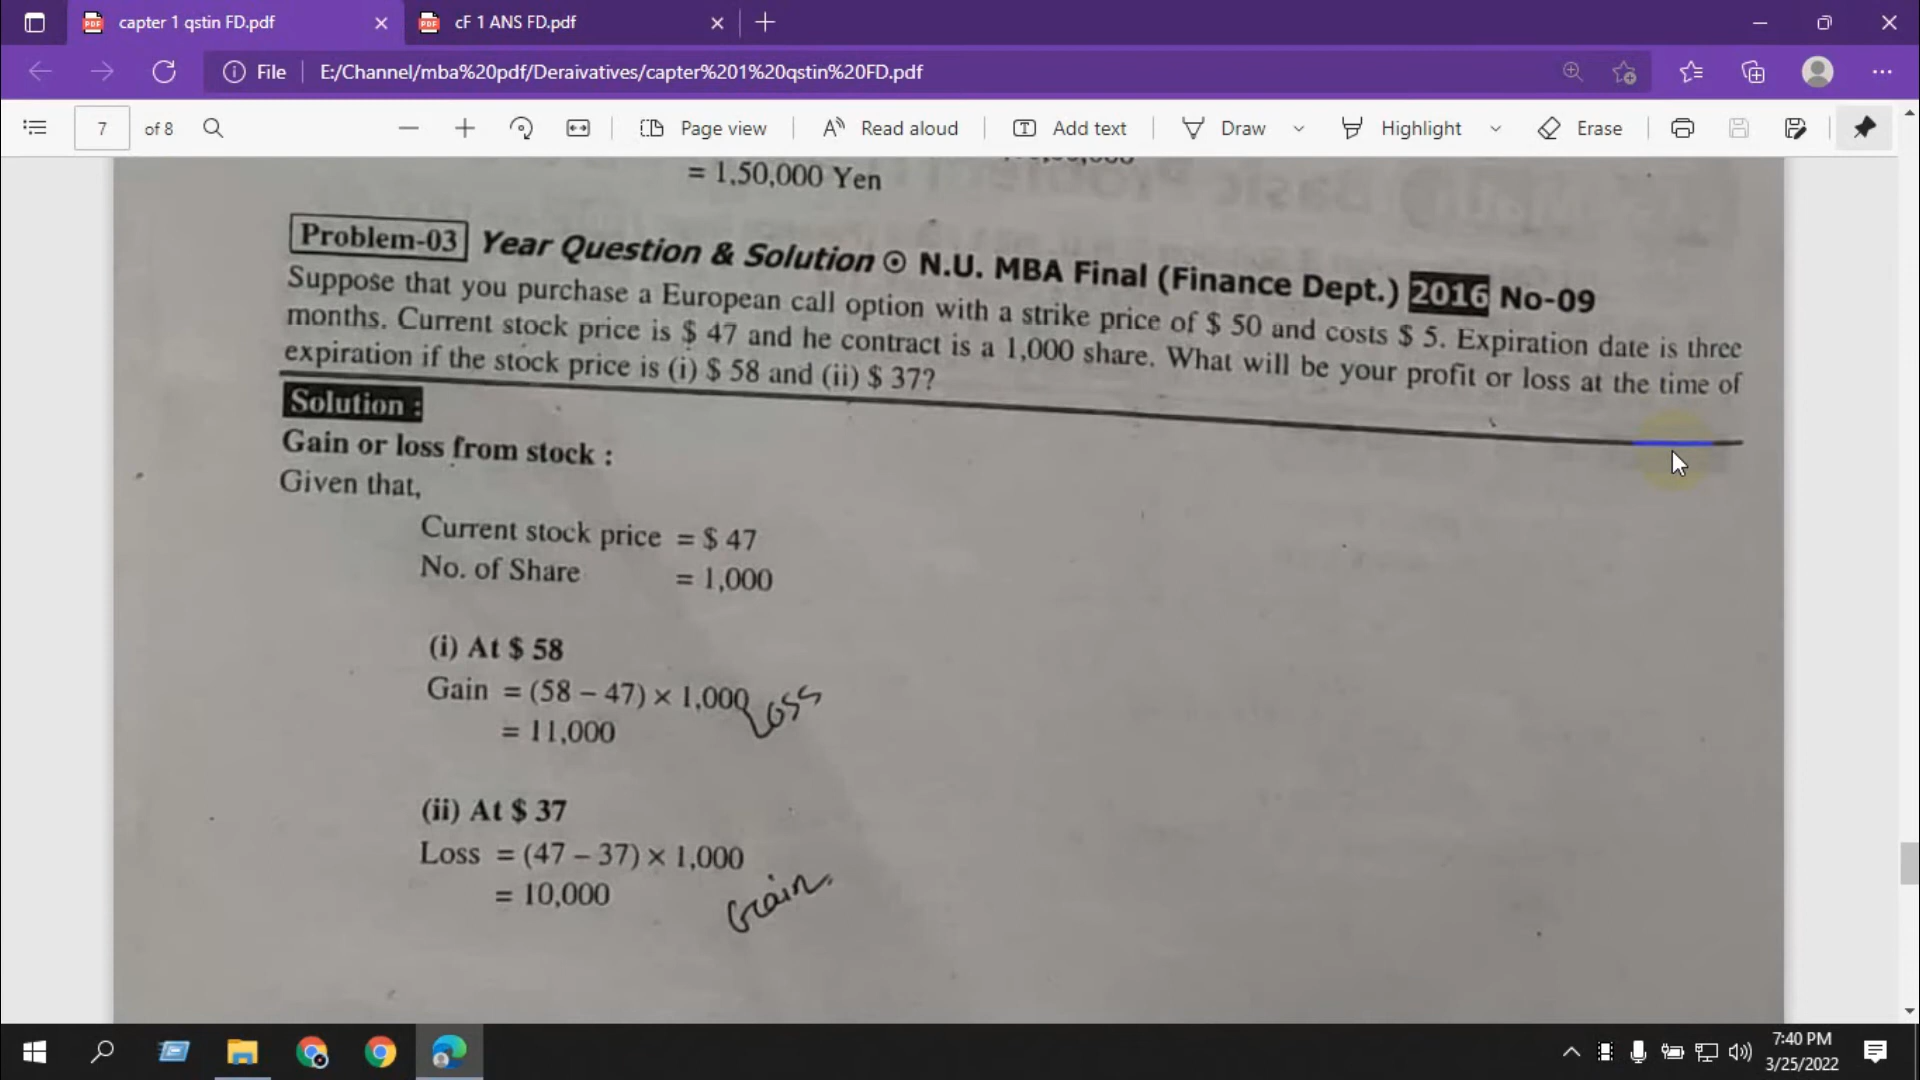 capter 1 qstin FD.pdf
cF 1 ANS FD.pdf
File
E:/Channel/mba%20pdf/Deraivatives/capter%201%20qstin%20FD.pdf
7 of 8
Page view
Read aloud
Add text
Draw
Highlight
Erase
= 1,50,000 Yen
Problem-03 Year Question & Solution ⊙ N.U. MBA Final (Finance Dept.) 2016 No-09
Suppose that you purchase a European call option with a strike price of $ 50 and costs $ 5. Expiration date is three
months. Current stock price is $ 47 and he contract is a 1,000 share. What will be your profit or loss at the time of
expiration if the stock price is (i) $ 58 and (ii) $ 37?
Solution :
Gain or loss from stock :
Given that,
Current stock price = $ 47
No. of Share = 1,000
(i) At $ 58
Gain = (58 – 47) × 1,000 Loss
= 11,000
(ii) At $ 37
Loss = (47 – 37) × 1,000
= 10,000 Gain
7:40 PM
3/25/2022